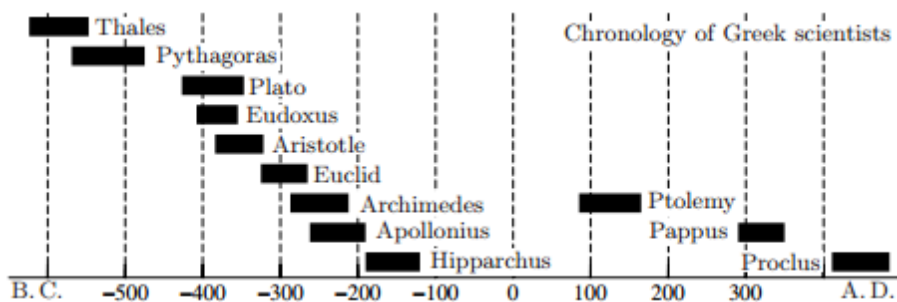 Thales
Chronology of Greek scientists
Pythagoras
Plato
Eudoxus
Aristotle
Euclid
Archimedes
Ptolemy
Apollonius
Pappus
Hipparchus
Proclus
B. C. −500 −400 −300 −200 −100 0 100 200 300 A. D.